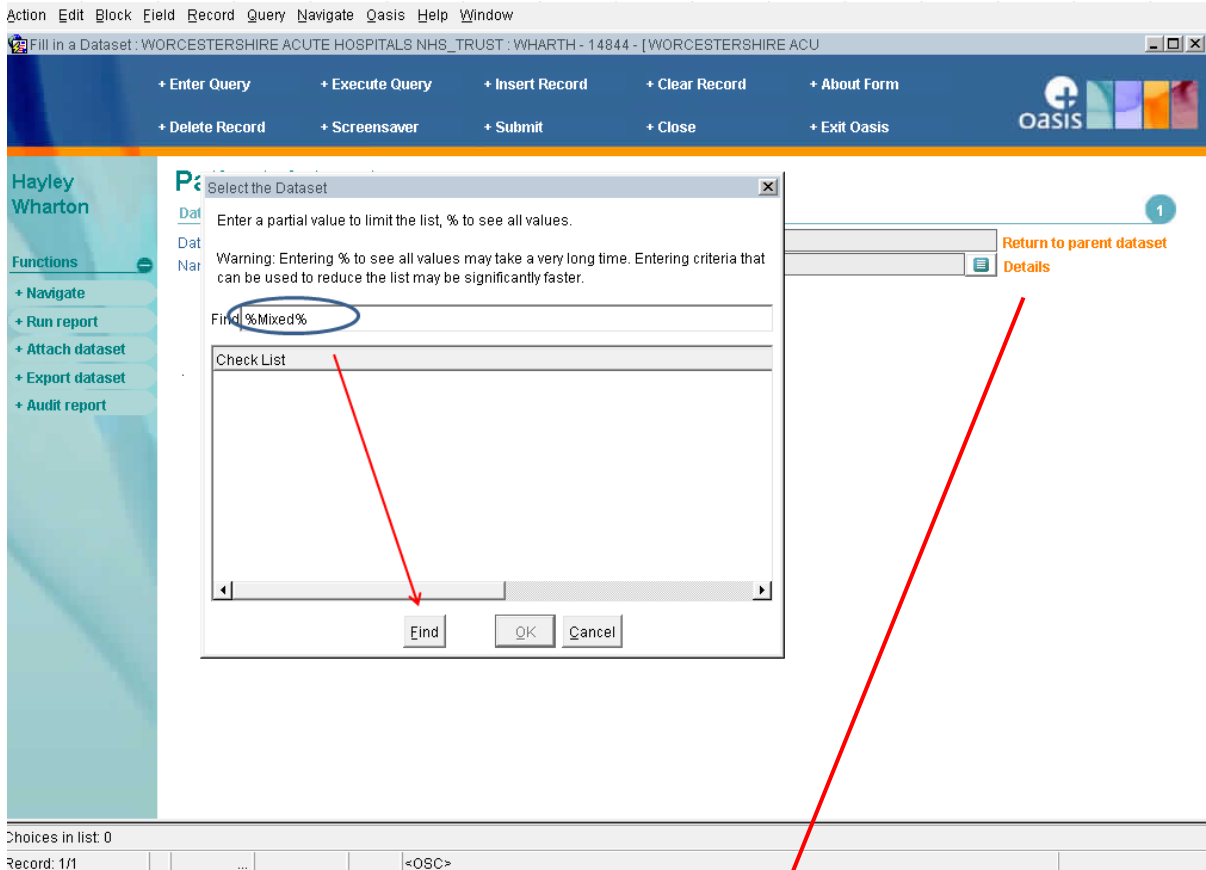 Action Edit Block Field Record Query Navigate Oasis Help Window
Fill in a Dataset : WORCESTERSHIRE ACUTE HOSPITALS NHS_TRUST : WHARTH - 14844 - [ WORCESTERSHIRE ACU
+ Enter Query + Execute Query + Insert Record + Clear Record + About Form
+ Delete Record + Screensaver + Submit + Close + Exit Oasis
oasis
Hayley
Wharton
Functions
+ Navigate
+ Run report
+ Attach dataset
+ Export dataset
+ Audit report
Dat
Dat
Nar
1
Return to parent dataset
Details
Select the Dataset
Enter a partial value to limit the list, % to see all values.
Warning: Entering % to see all values may take a very long time. Entering criteria that
can be used to reduce the list may be significantly faster.
Find %Mixed%
Check List
Find OK Cancel
Choices in list: 0
Record: 1/1 ... <OSC>